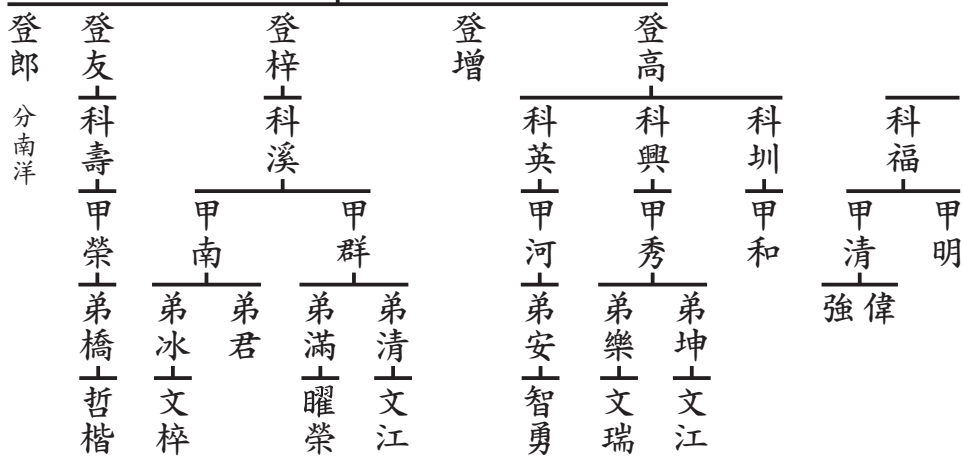 登高
登增
登梓
登友
登郎
分南洋
科福
科圳
科興
科英
科溪
科壽
甲明
甲清
甲和
甲秀
甲河
甲群
甲南
甲榮
偉
強
弟坤
弟樂
弟安
弟清
弟滿
弟君
弟冰
弟橋
文江
文瑞
智勇
文江
曜榮
文梓
哲楷